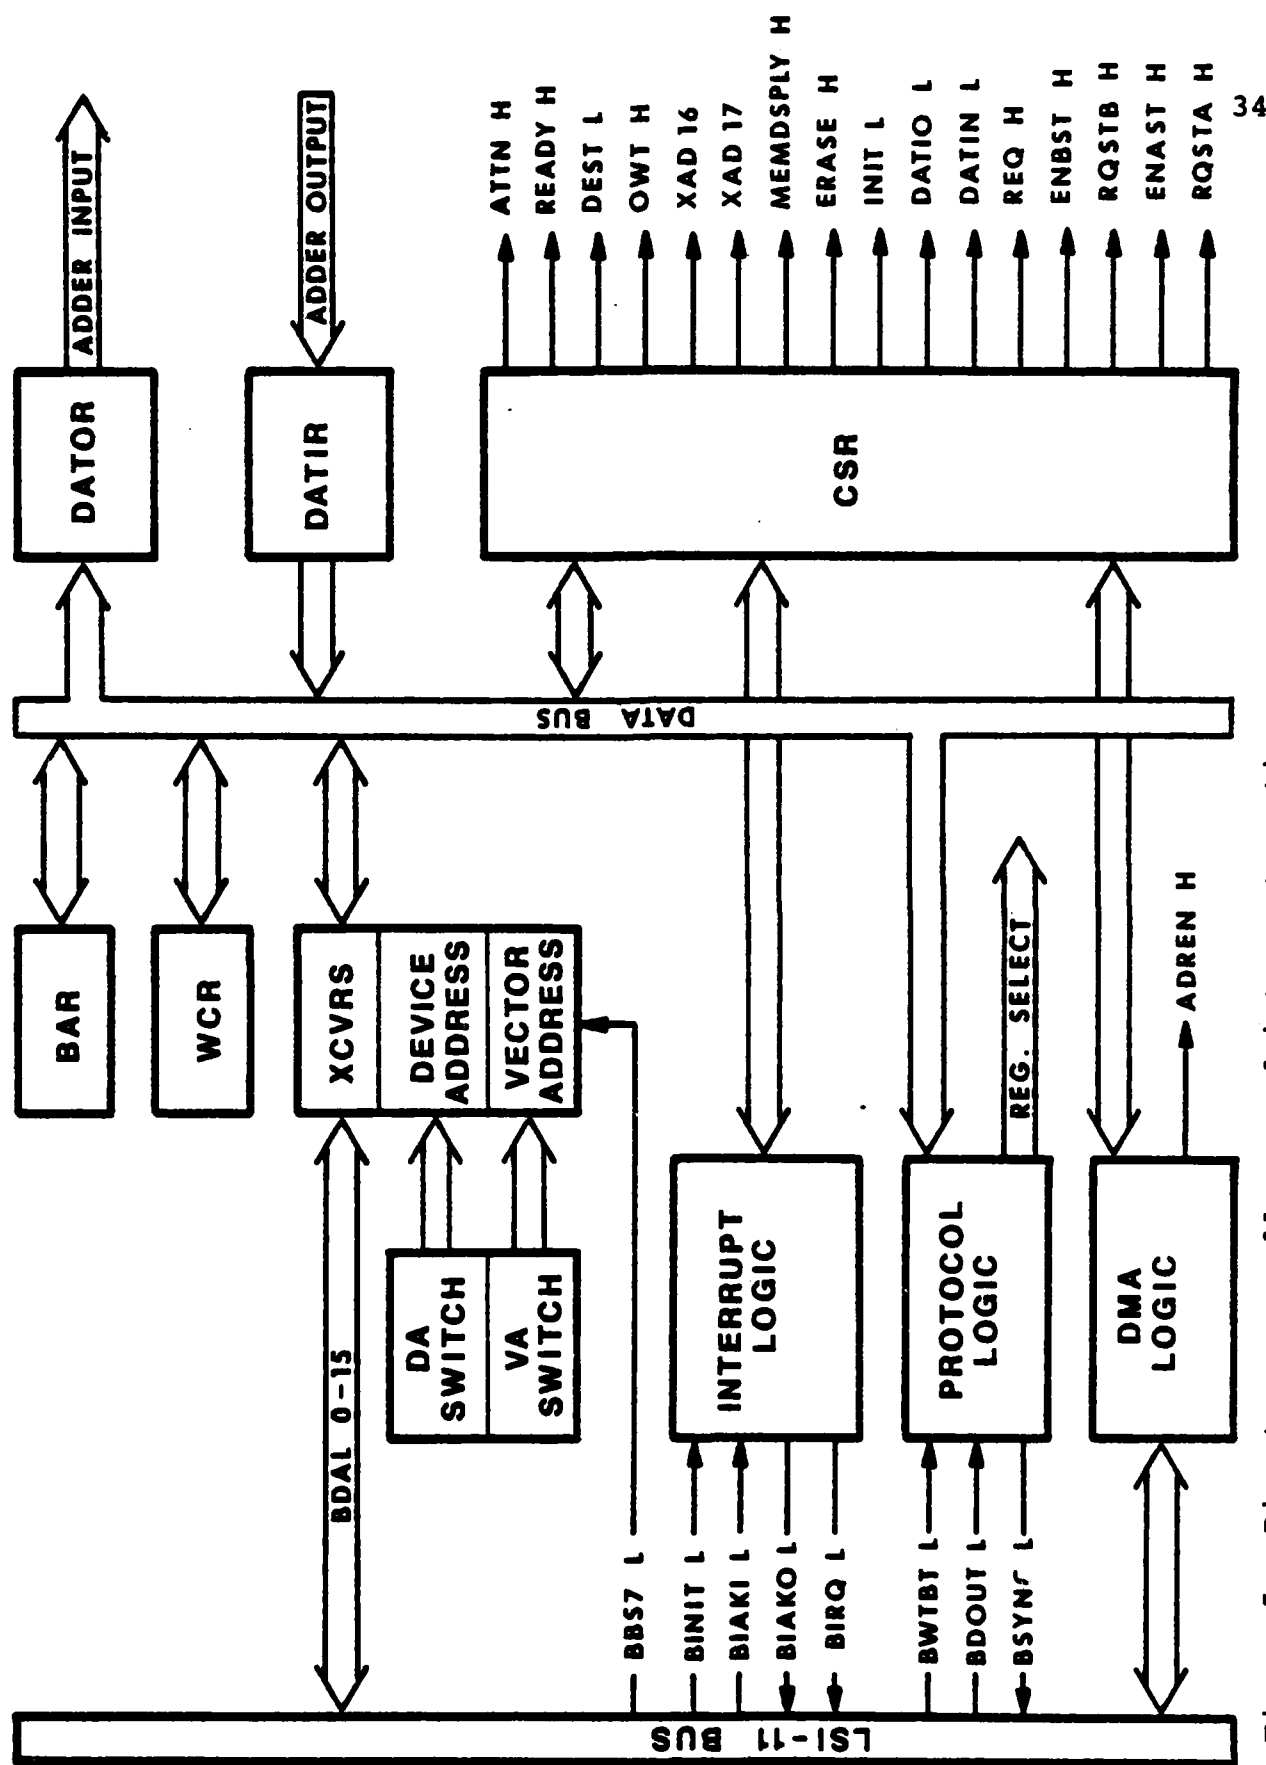 LSI-11 BUS
BDAL 0-15
BBS7 L
BINIT L
BIAKI L
BIAKO L
BIRQ L
BWTBT L
BDOUT L
DA
SWITCH
VA
SWITCH
INTERRUPT
LOGIC
PROTOCOL
LOGIC
DMA
LOGIC
BAR
WCR
XCVRS
DEVICE
ADDRESS
VECTOR
ADDRESS
REG. SELECT
ADREN H
DATA BUS
DATOR
DATIR
CSR
ADDER INPUT
ADDER OUTPUT
ATTN H
READY H
DEST L
OWT H
XAD 16
XAD 17
MEMDSPLY H
ERASE H
INIT L
DATIO L
DATIN L
REQ H
ENBST H
RQSTB H
ENAST H
RQSTA H
34